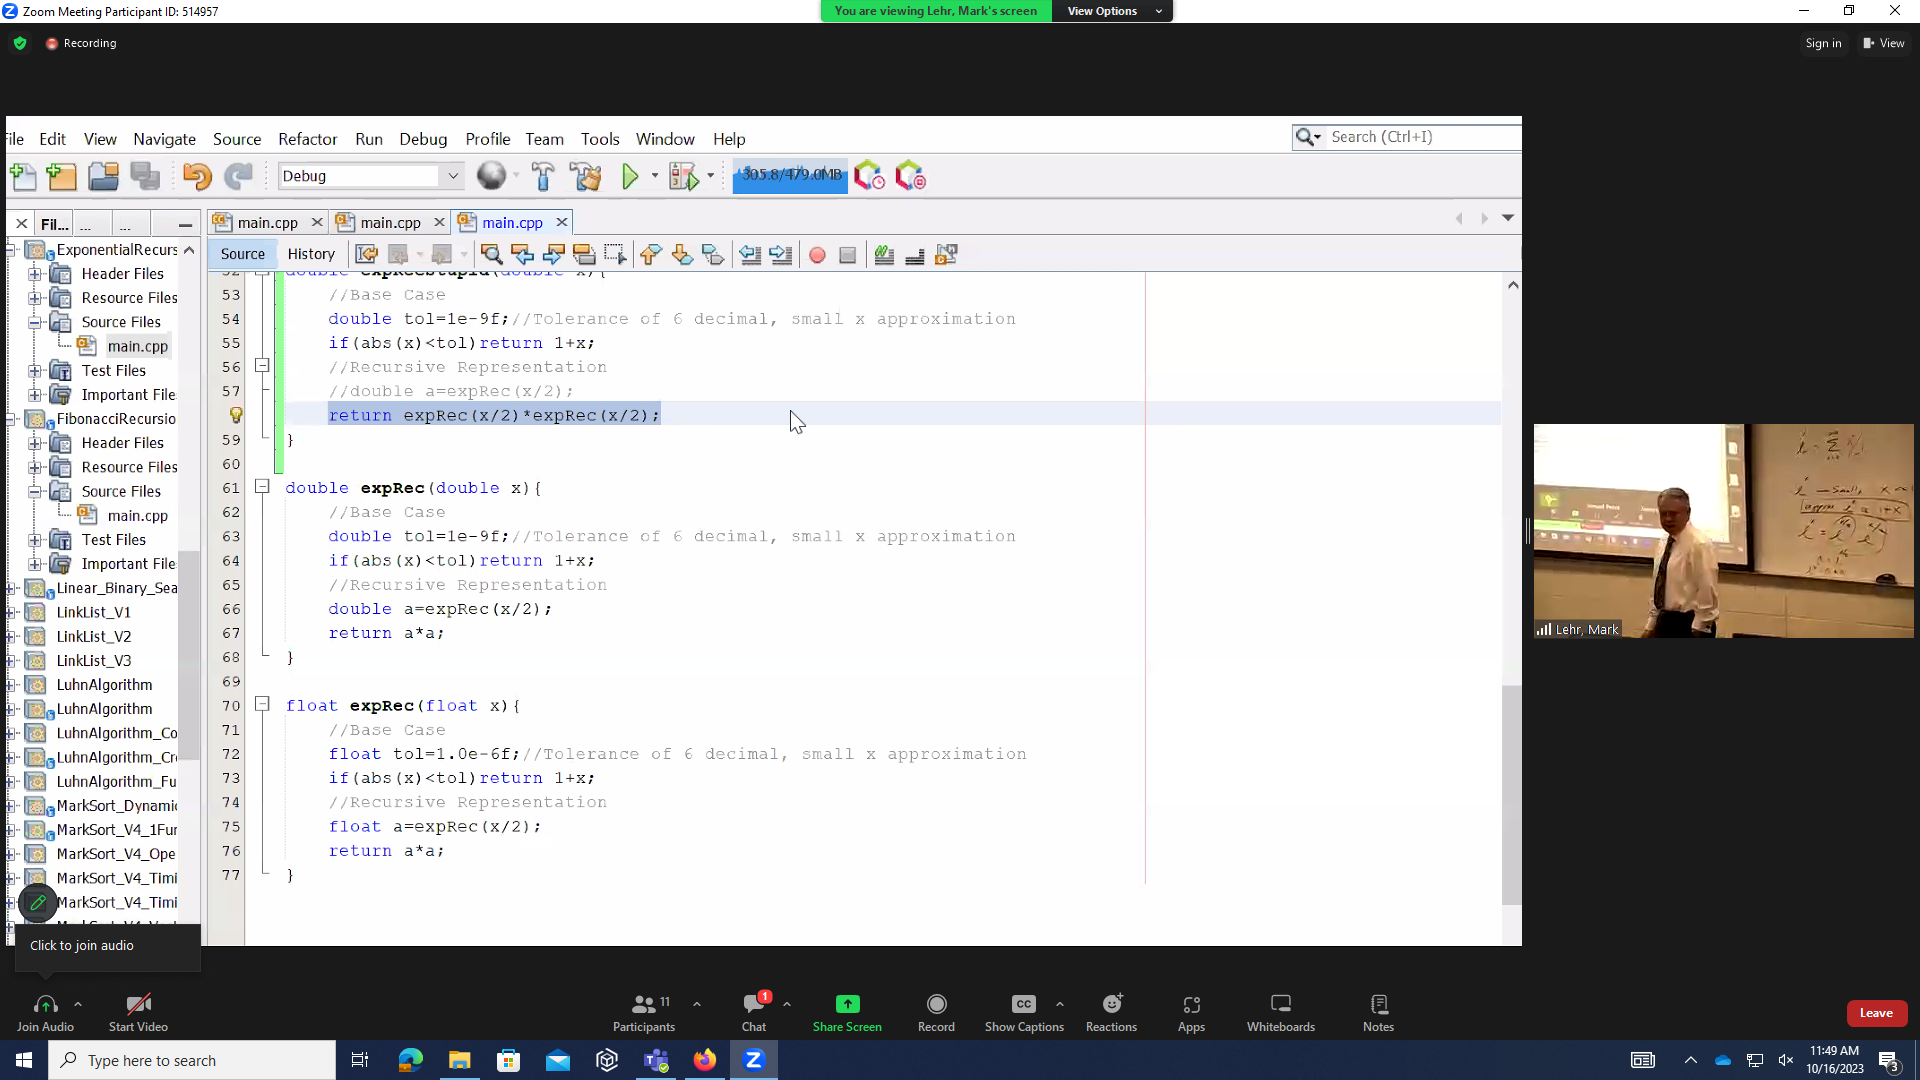 Zoom Meeting Participant ID: 514957
You are viewing Lehr, Mark's screen
View Options
Recording
Sign in
View
ile Edit View Navigate Source Refactor Run Debug Profile Team Tools Window Help
Search (Ctrl+I)
Debug
305.8/479.0MB
Fil... ... ...
main.cpp
main.cpp
main.cpp
Source History
ExponentialRecurs
Header Files
Resource Files
Source Files
main.cpp
Test Files
Important File
FibonacciRecursio
Header Files
Resource Files
Source Files
main.cpp
Test Files
Important File
Linear_Binary_Sea
LinkList_V1
LinkList_V2
LinkList_V3
LuhnAlgorithm
LuhnAlgorithm
LuhnAlgorithm_Co
LuhnAlgorithm_Cr
LuhnAlgorithm_Fu
MarkSort_Dynamic
MarkSort_V4_1Fur
MarkSort_V4_Ope
MarkSort_V4_Timi
MarkSort_V4_Timi
52 double expRecStupid(double x){
53 //Base Case
54 double tol=1e-9f;//Tolerance of 6 decimal, small x approximation
55 if(abs(x)<tol)return 1+x;
56 //Recursive Representation
57 //double a=expRec(x/2);
return expRec(x/2)*expRec(x/2);
59 }
60
61 double expRec(double x){
62 //Base Case
63 double tol=1e-9f;//Tolerance of 6 decimal, small x approximation
64 if(abs(x)<tol)return 1+x;
65 //Recursive Representation
66 double a=expRec(x/2);
67 return a*a;
68 }
69
70 float expRec(float x){
71 //Base Case
72 float tol=1.0e-6f;//Tolerance of 6 decimal, small x approximation
73 if(abs(x)<tol)return 1+x;
74 //Recursive Representation
75 float a=expRec(x/2);
76 return a*a;
77 }
Lehr, Mark
Click to join audio
Join Audio
Start Video
Participants
11
Chat
1
Share Screen
Record
CC
Show Captions
Reactions
Apps
Whiteboards
Notes
Leave
Type here to search
11:49 AM
10/16/2023
3